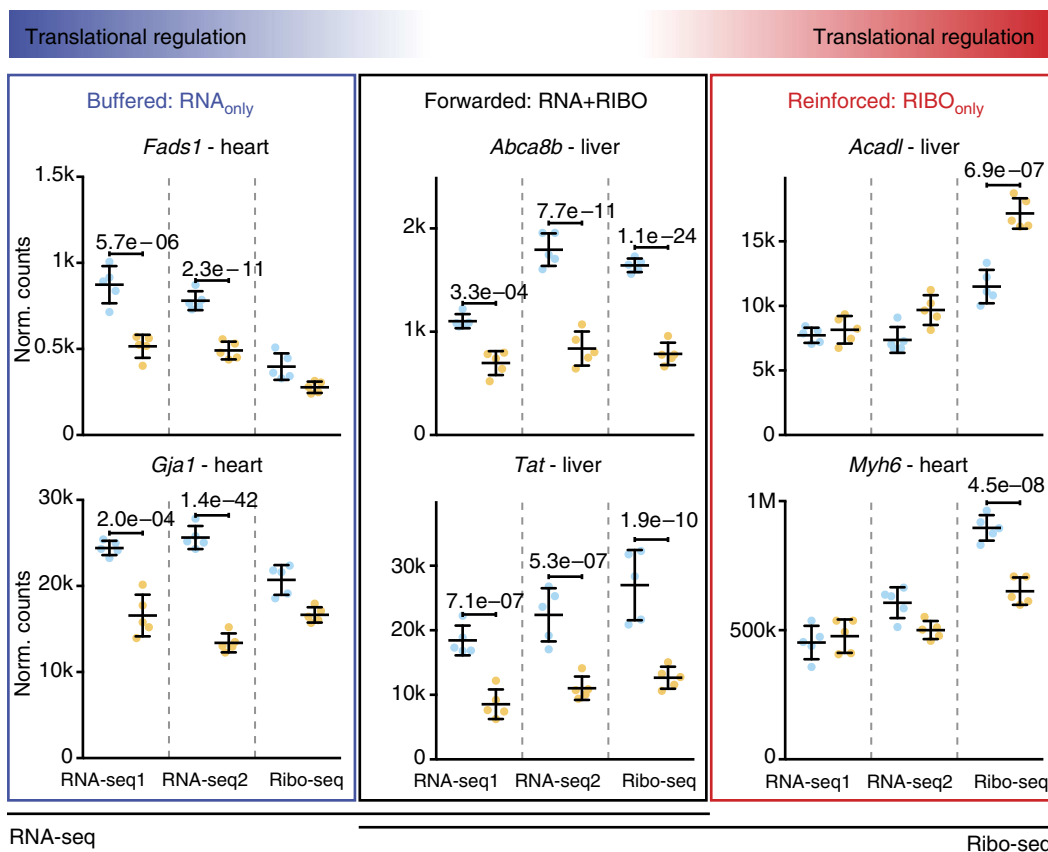 Translational regulation
Translational regulation
Buffered: RNAonly
Forwarded: RNA+RIBO
Reinforced: RIBOonly
Fads1 - heart
Norm. counts
1.5k
1k
0.5k
0
5.7e–06
2.3e–11
Abca8b - liver
2k
1k
0
3.3e–04
7.7e–11
1.1e–24
Acadl - liver
15k
10k
5k
0
6.9e–07
Gja1 - heart
Norm. counts
30k
20k
10k
0
2.0e–04
1.4e–42
RNA-seq1
RNA-seq2
Ribo-seq
Tat - liver
30k
20k
10k
0
7.1e–07
5.3e–07
1.9e–10
RNA-seq1
RNA-seq2
Ribo-seq
Myh6 - heart
1M
500k
0
4.5e–08
RNA-seq1
RNA-seq2
Ribo-seq
RNA-seq
Ribo-seq